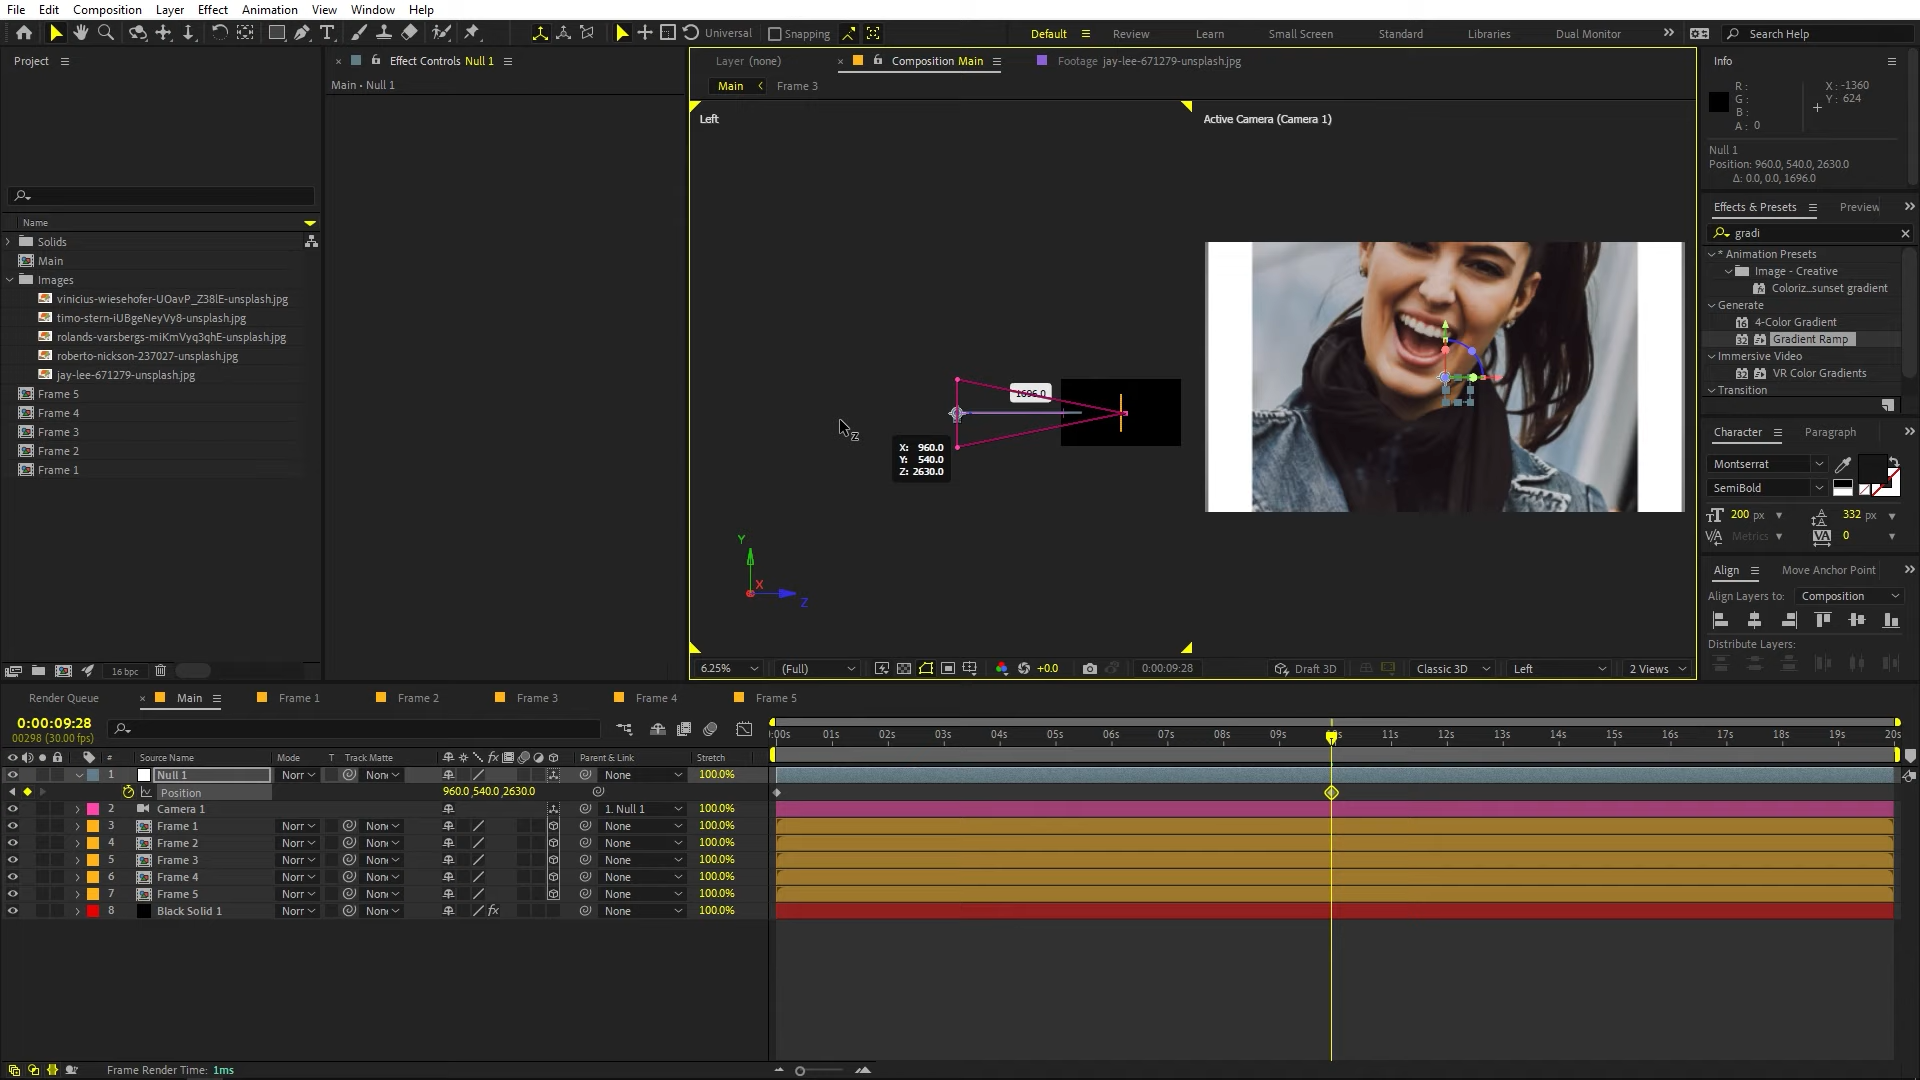 File Edit Composition Layer Effect Animation View Window Help
Universal Snapping Default Review Learn Small Screen Standard Libraries Dual Monitor Search Help
Project
Effect Controls Null 1
Layer (none)
Composition Main
Footage jay-lee-671279-unsplash.jpg
Info
Main • Null 1
Main Frame 3
R :
G :
B :
A : 0
X : -1360
Y : 624
Left
Active Camera (Camera 1)
Null 1
Position: 960.0, 540.0, 2630.0
Δ: 0.0, 0.0, 1696.0
Name
Solids
Main
Images
vinicius-wiesehofer-UOavP_Z38lE-unsplash.jpg
timo-stern-iUBgeNeyVy8-unsplash.jpg
rolands-varsbergs-miKmVyq3qhE-unsplash.jpg
roberto-nickson-237027-unsplash.jpg
jay-lee-671279-unsplash.jpg
Frame 5
Frame 4
Frame 3
Frame 2
Frame 1
1696.0
X: 960.0
Y: 540.0
Z: 2630.0
Z
Y
X
Z
Effects & Presets
Preview
gradi
* Animation Presets
Image - Creative
Coloriz...sunset gradient
Generate
4-Color Gradient
Gradient Ramp
Immersive Video
VR Color Gradients
Transition
Character Paragraph
Montserrat
SemiBold
200 px 332 px
Metrics 0
Align Move Anchor Point
Align Layers to: Composition
Distribute Layers:
16 bpc
6.25% (Full) +0.0 0:00:09:28 Draft 3D Classic 3D Left 2 Views
Render Queue Main Frame 1 Frame 2 Frame 3 Frame 4 Frame 5
0:00:09:28
00298 (30.00 fps)
:00s 01s 02s 03s 04s 05s 06s 07s 08s 09s 11s 12s 13s 14s 15s 16s 17s 18s 19s 20s
# Source Name Mode T Track Matte Parent & Link Stretch
1 Null 1 Norr None None 100.0%
Position 960.0,540.0,2630.0
2 Camera 1 1. Null 1 100.0%
3 Frame 1 Norr None None 100.0%
4 Frame 2 Norr None None 100.0%
5 Frame 3 Norr None None 100.0%
6 Frame 4 Norr None None 100.0%
7 Frame 5 Norr None None 100.0%
8 Black Solid 1 Norr None None 100.0%
Frame Render Time: 1ms